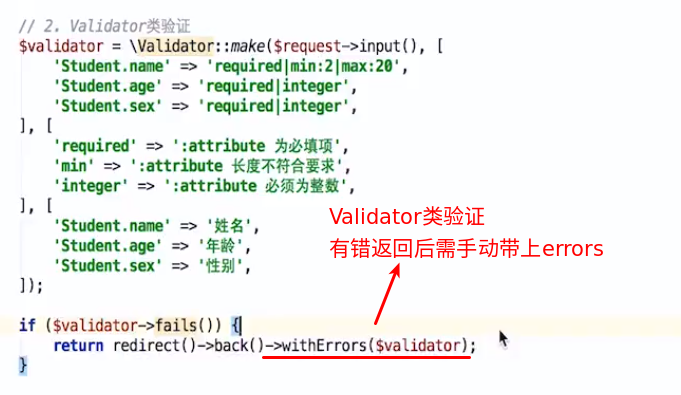 // 2. Validator类验证
$validator = \Validator::make($request->input(), [
    'Student.name' => 'required|min:2|max:20',
    'Student.age' => 'required|integer',
    'Student.sex' => 'required|integer',
], [
    'required' => ':attribute 为必填项',
    'min' => ':attribute 长度不符合要求',
    'integer' => ':attribute 必须为整数',
], [
    'Student.name' => '姓名',
    'Student.age' => '年龄',
    'Student.sex' => '性别',
]);
Validator类验证
有错返回后需手动带上errors
if ($validator->fails()) {
    return redirect()->back()->withErrors($validator);
}